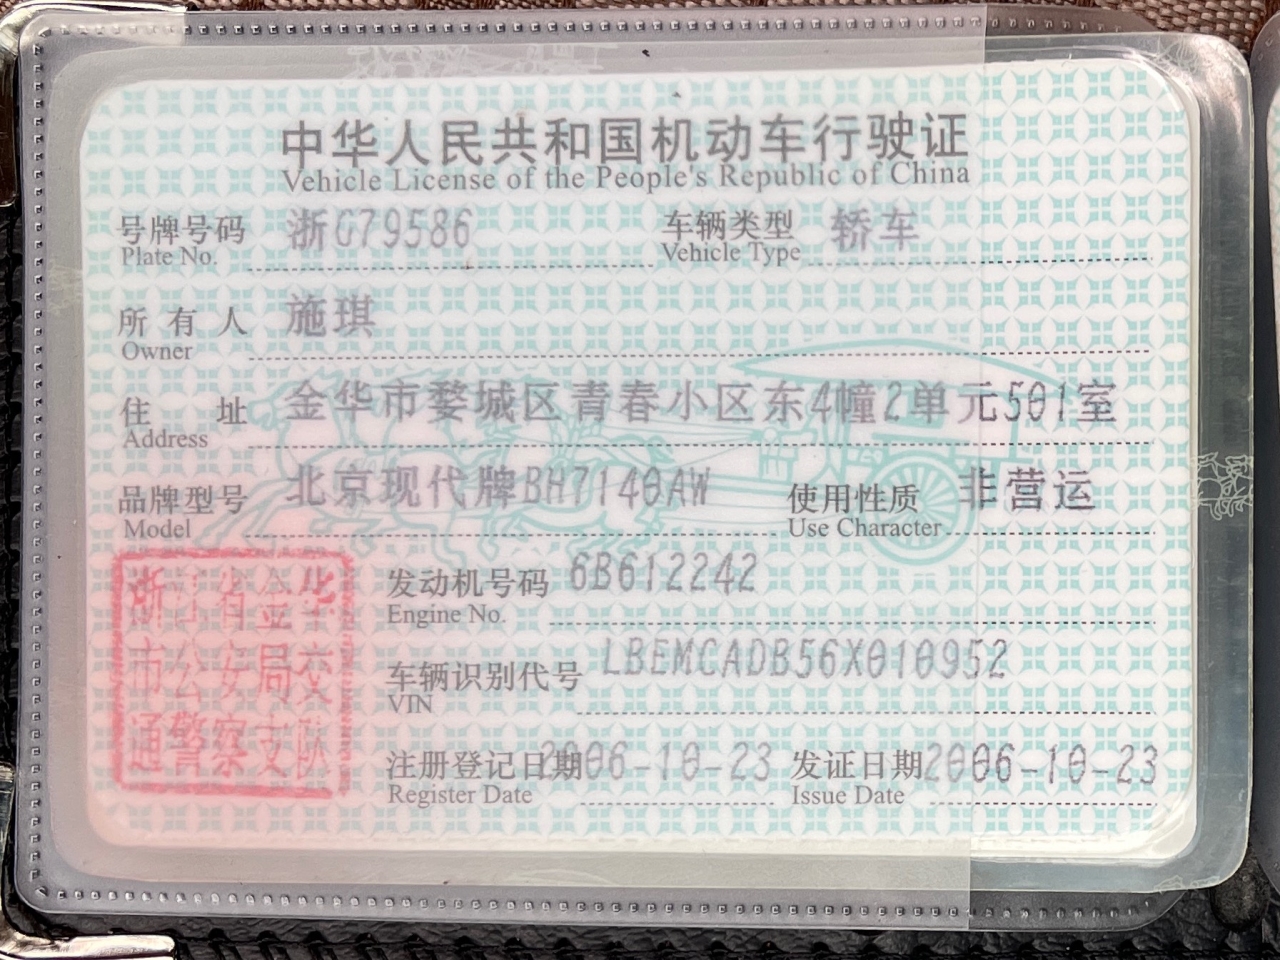 中华人民共和国机动车行驶证
Vehicle License of the People's Republic of China
号牌号码 浙G79586 车辆类型 轿车
Plate No. Vehicle Type
所有人 施琪
Owner
住址 金华市婺城区青春小区东4幢2单元501室
Address
品牌型号 北京现代牌BH7140AW 使用性质 非营运
Model Use Character
浙江省金华
市公安局交
通警察支队
发动机号码 6B612242
Engine No.
车辆识别代号 LBEMCADB56X010952
VIN
注册登记日期 2006-10-23 发证日期 2006-10-23
Register Date Issue Date